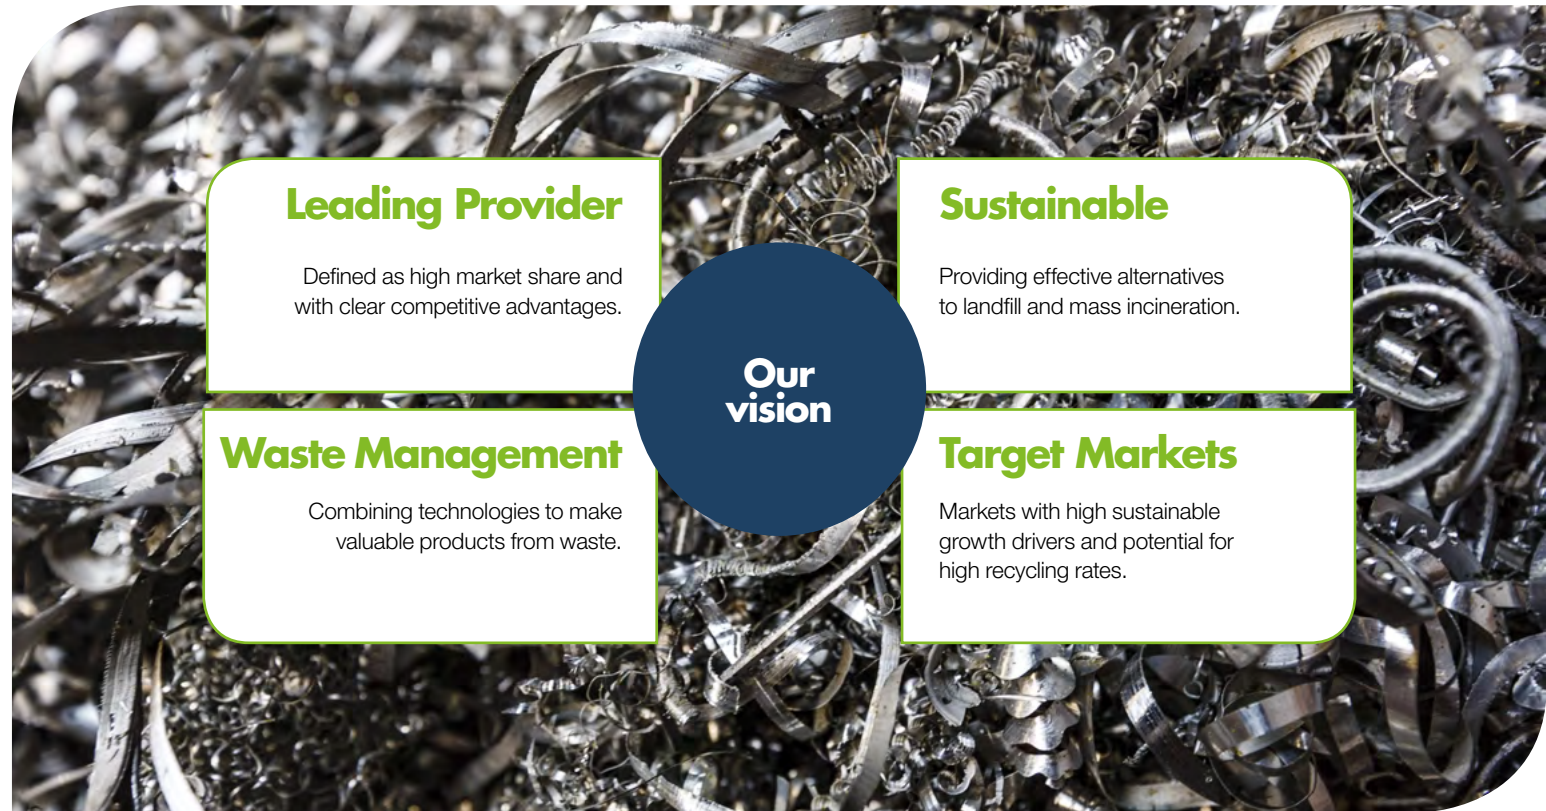 Leading Provider
Defined as high market share and
with clear competitive advantages.
Sustainable
Providing effective alternatives
to landfill and mass incineration.
Our
vision
Waste Management
Combining technologies to make
valuable products from waste.
Target Markets
Markets with high sustainable
growth drivers and potential for
high recycling rates.